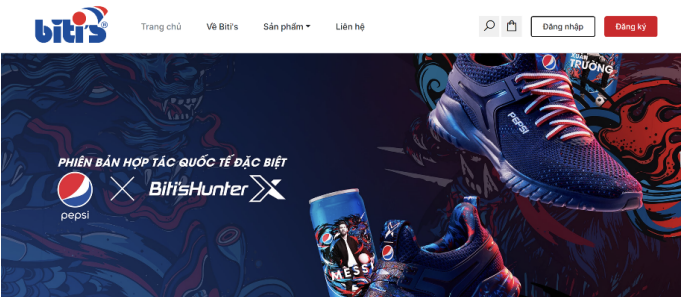 biti's®
Trang chủ
Về Biti's
Sản phẩm
Liên hệ
Đăng nhập
Đăng ký
XUÂN
TRƯỜNG
PEPSI
PHIÊN BẢN HỢP TÁC QUỐC TẾ ĐẶC BIỆT
pepsi
Biti'sHunter X
MESSI